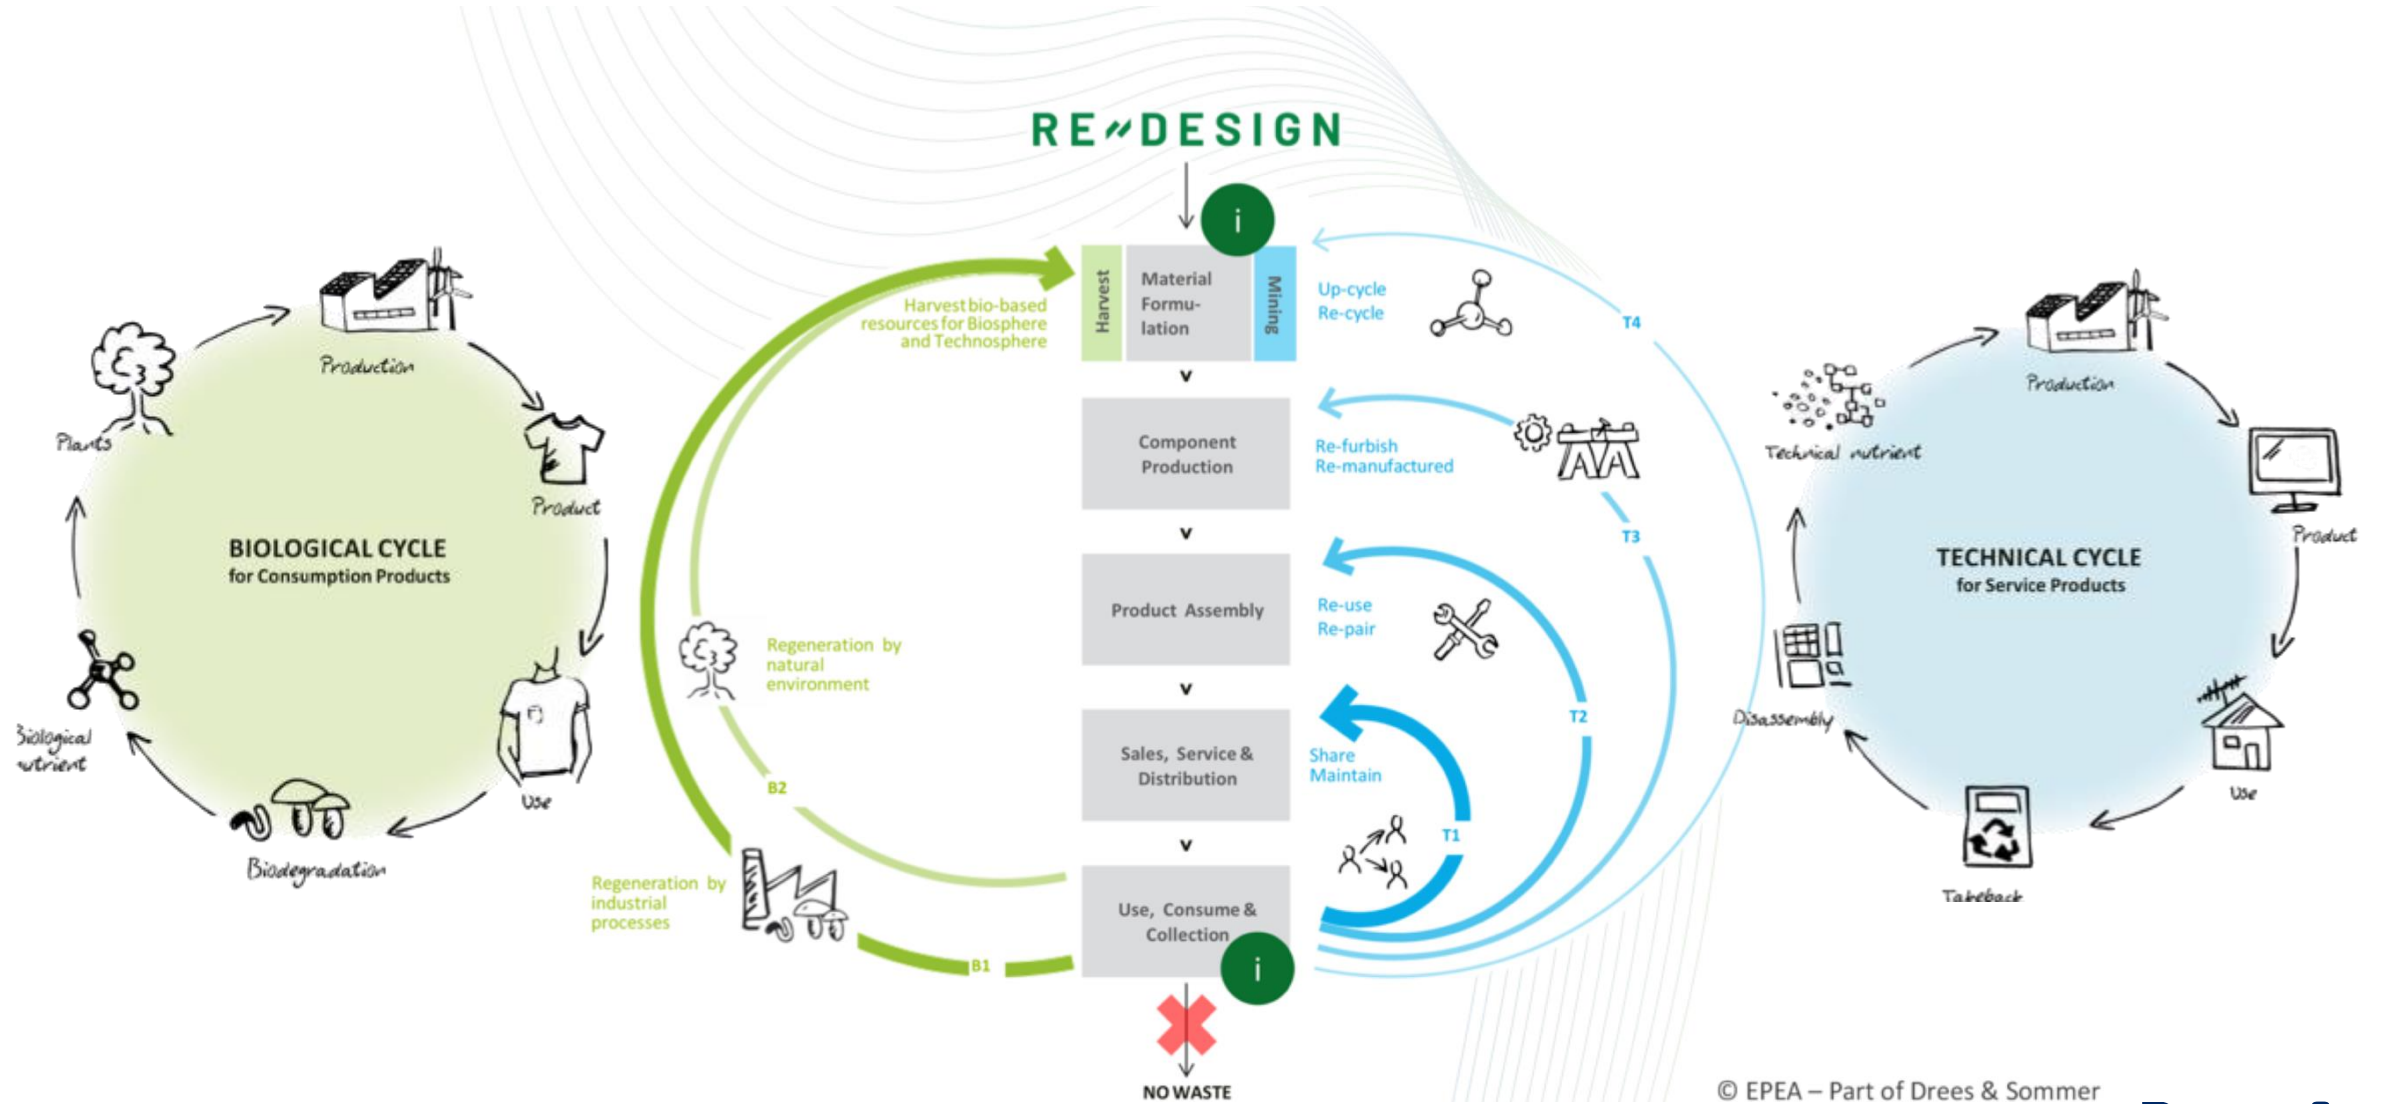 RE DESIGN
i
Production
Plants
Product
BIOLOGICAL CYCLE
for Consumption Products
Biological
nutrient
Use
Biodegradation
Harvest bio-based
resources for Biosphere
and Technosphere
Regeneration by
natural
environment
B2
Regeneration by
industrial
processes
B1
Harvest
Material
Formu-
lation
Mining
v
Component
Production
v
Product Assembly
v
Sales, Service &
Distribution
v
Use, Consume &
Collection
i
NO WASTE
Up-cycle
Re-cycle
T4
Re-furbish
Re-manufactured
T3
Re-use
Re-pair
T2
Share
Maintain
T1
Production
Technical nutrient
Product
TECHNICAL CYCLE
for Service Products
Disassembly
Use
Takeback
© EPEA – Part of Drees & Sommer